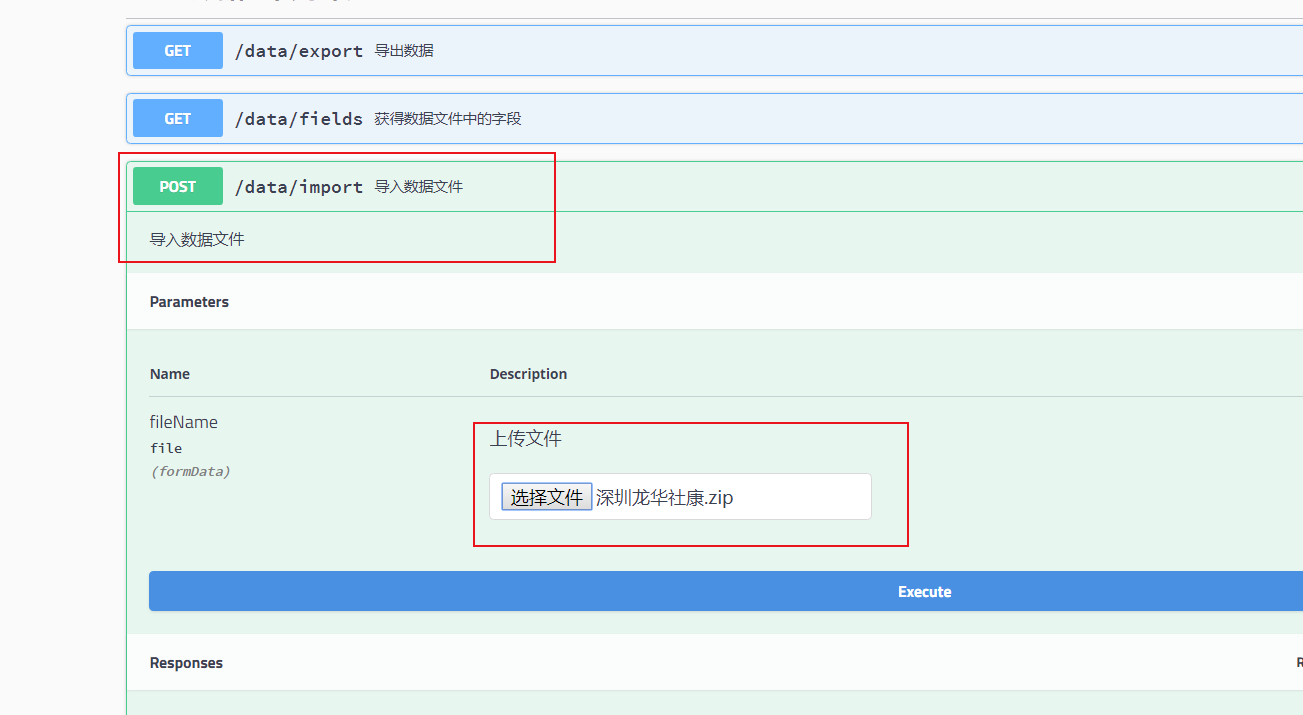 GET /data/export 导出数据
GET /data/fields 获得数据文件中的字段
POST /data/import 导入数据文件
导入数据文件
Parameters
Name Description
fileName
file
(formData)
上传文件
选择文件 深圳龙华社康.zip
Execute
Responses